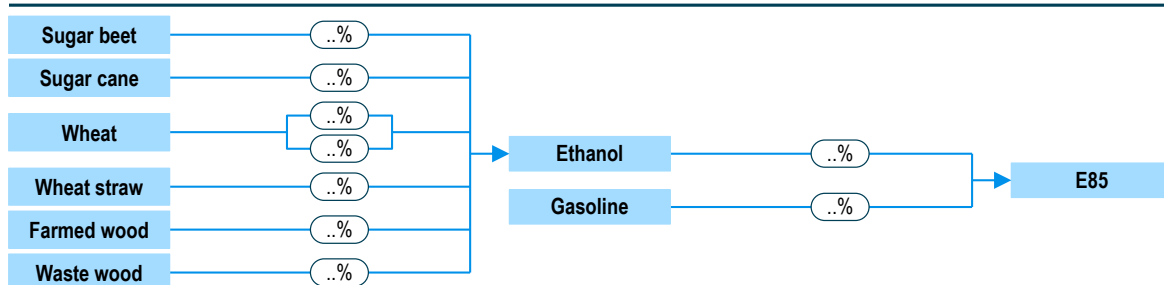 Sugar beet ..%
Sugar cane ..%
Wheat ..%
..%
Ethanol ..% 
E85
Wheat straw ..%
Gasoline ..%
Farmed wood ..%
Waste wood ..%